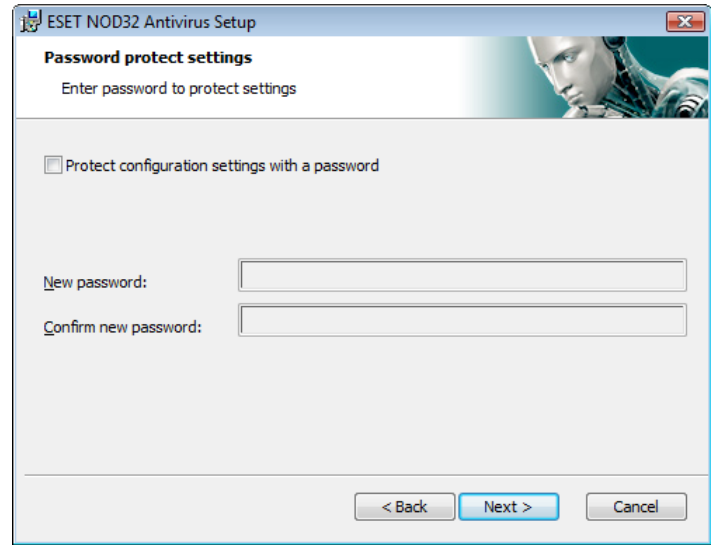 ESET NOD32 Antivirus Setup
Password protect settings
Enter password to protect settings
Protect configuration settings with a password
New password:
Confirm new password:
< Back Next > Cancel